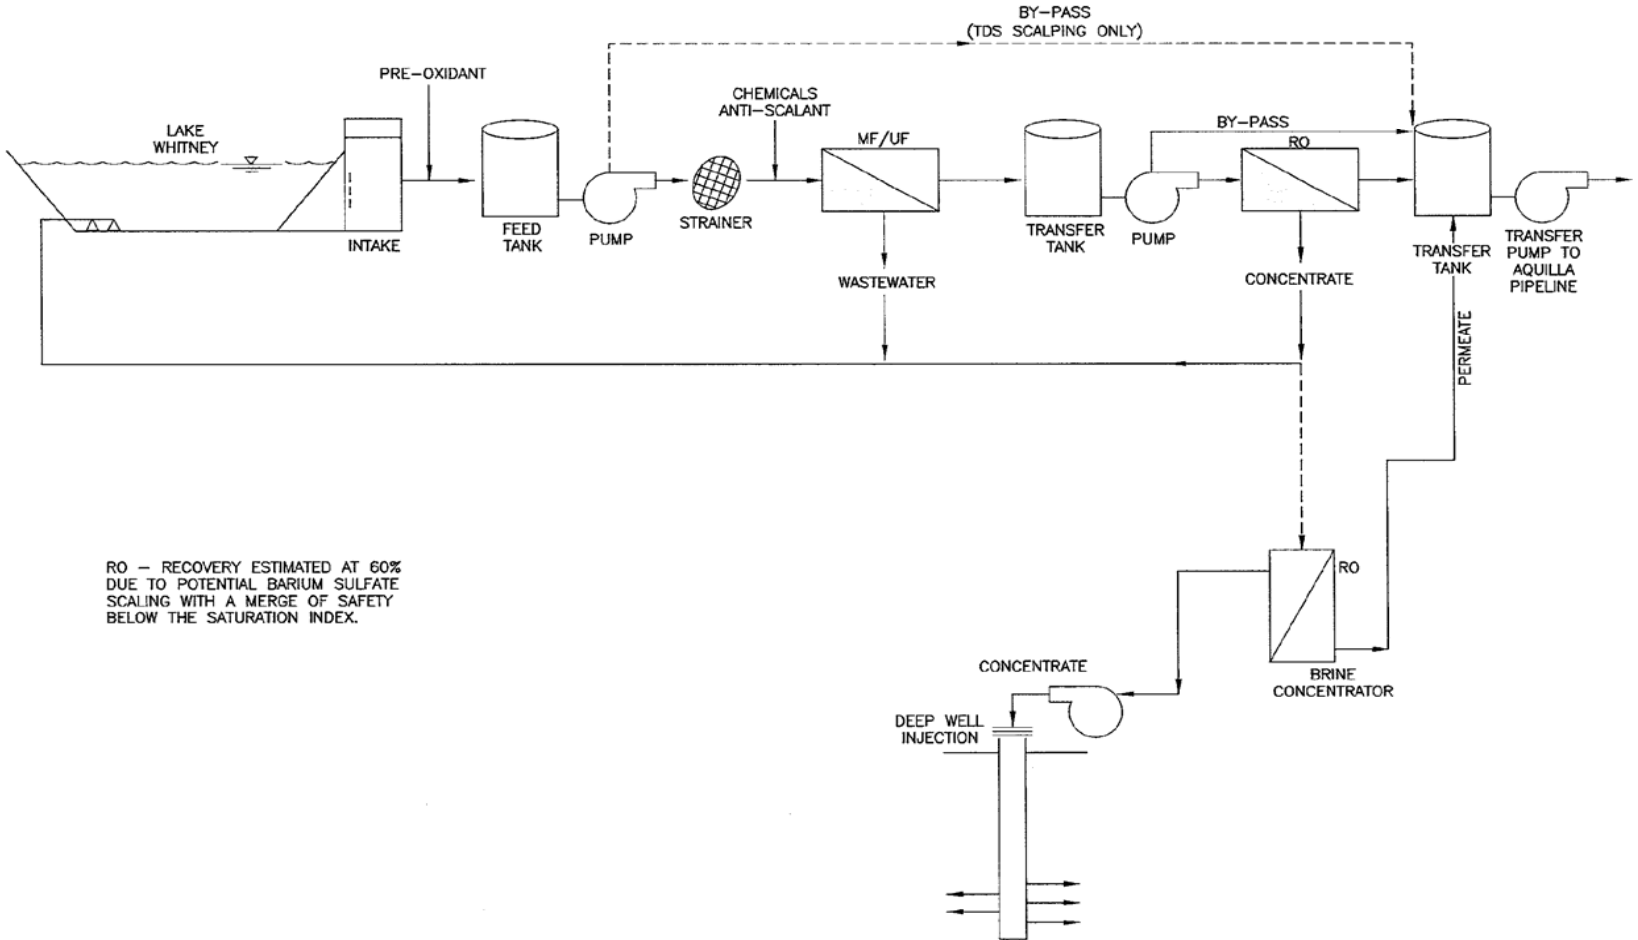 BY-PASS
(TDS SCALPING ONLY)
PRE-OXIDANT
CHEMICALS
ANTI-SCALANT
LAKE
WHITNEY
MF/UF
BY-PASS
RO
INTAKE
FEED
TANK
PUMP
STRAINER
TRANSFER
TANK
PUMP
TRANSFER
TANK
TRANSFER
PUMP TO
AQUILLA
PIPELINE
WASTEWATER
CONCENTRATE
PERMEATE
RO - RECOVERY ESTIMATED AT 60%
DUE TO POTENTIAL BARIUM SULFATE
SCALING WITH A MERGE OF SAFETY
BELOW THE SATURATION INDEX.
RO
BRINE
CONCENTRATOR
CONCENTRATE
DEEP WELL
INJECTION